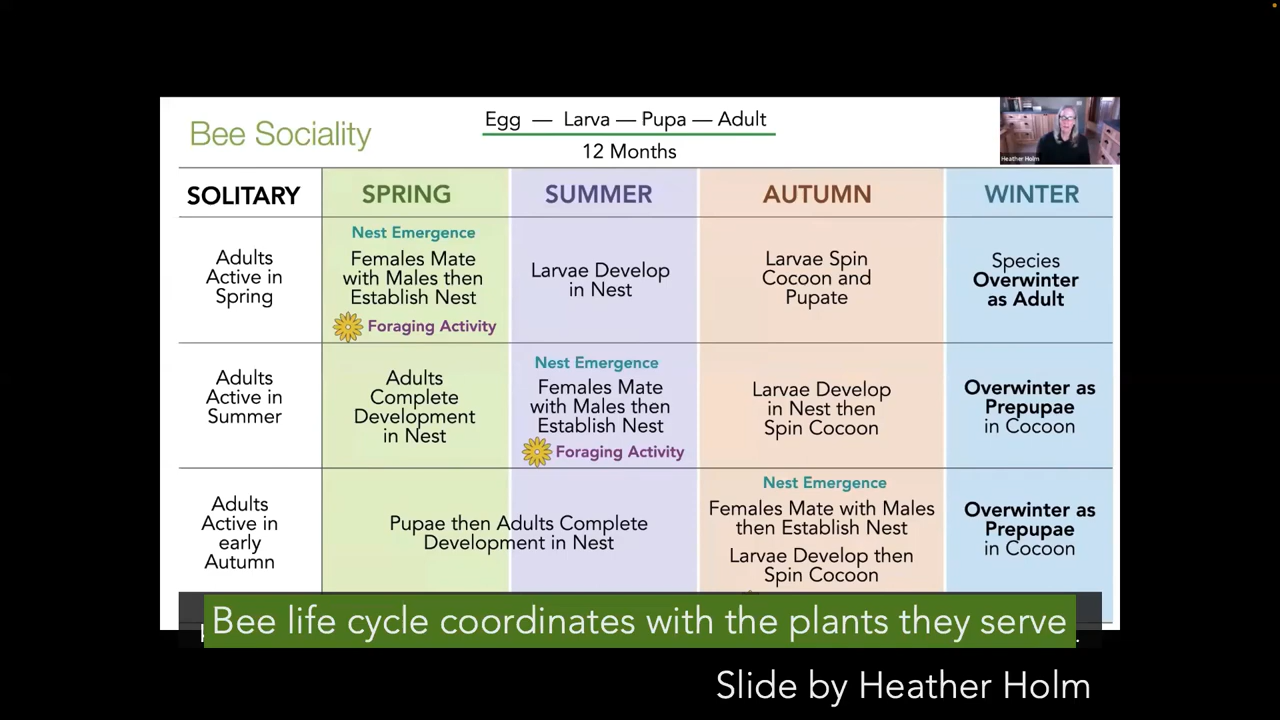 Bee Sociality
Egg — Larva — Pupa — Adult
12 Months
Heather Holm
SOLITARY
SPRING
SUMMER
AUTUMN
WINTER
Adults
Active in
Spring
Nest Emergence
Females Mate
with Males then
Establish Nest
Foraging Activity
Larvae Develop
in Nest
Larvae Spin
Cocoon and
Pupate
Species
Overwinter
as Adult
Adults
Active in
Summer
Adults
Complete
Development
in Nest
Nest Emergence
Females Mate
with Males then
Establish Nest
Foraging Activity
Larvae Develop
in Nest then
Spin Cocoon
Overwinter as
Prepupae
in Cocoon
Adults
Active in
early
Autumn
Pupae then Adults Complete
Development in Nest
Nest Emergence
Females Mate with Males
then Establish Nest
Larvae Develop then
Spin Cocoon
Overwinter as
Prepupae
in Cocoon
Bee life cycle coordinates with the plants they serve
Slide by Heather Holm